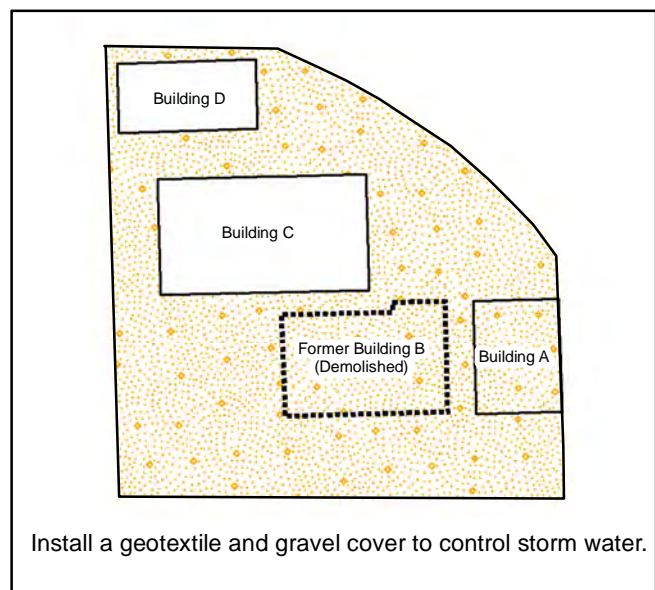 Building D
Building C
Former Building B
(Demolished)
Building A
Install a geotextile and gravel cover to control storm water.